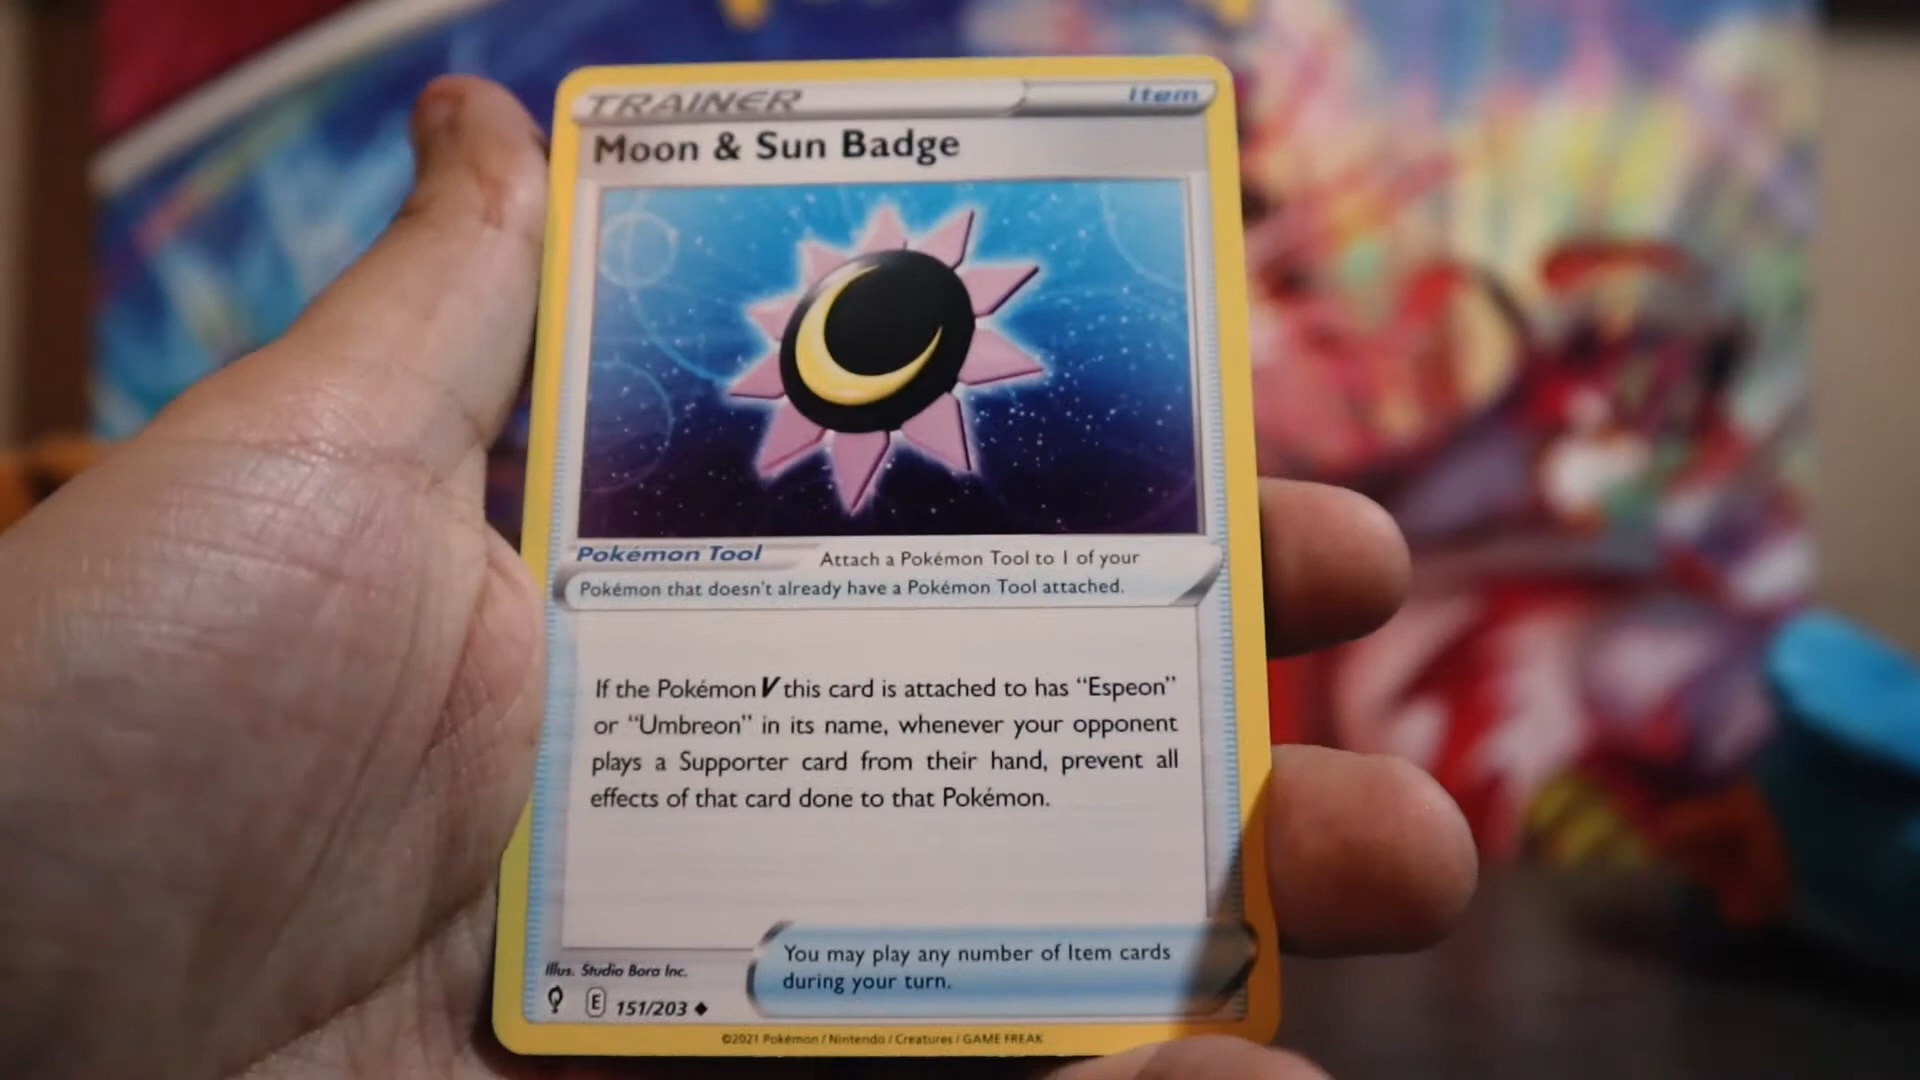 TRAINER
Item
Moon & Sun Badge
Pokémon Tool
Attach a Pokémon Tool to 1 of your
Pokémon that doesn't already have a Pokémon Tool attached.
If the Pokémon V this card is attached to has “Espeon”
or “Umbreon” in its name, whenever your opponent
plays a Supporter card from their hand, prevent all
effects of that card done to that Pokémon.
You may play any number of Item cards
during your turn.
Illus. Studio Bora Inc.
E 151/203
©2021 Pokémon / Nintendo / Creatures / GAME FREAK